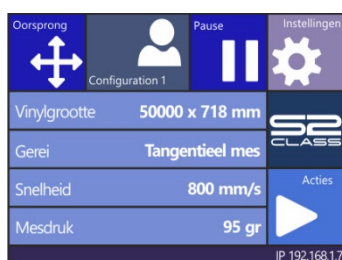 Oorsprong
Configuration 1
Pause
Instellingen
Vinylgrootte 50000 x 718 mm
Gerei Tangentieel mes
S2
CLASS
Snelheid 800 mm/s
Mesdruk 95 gr
Acties
IP 192.168.1.7